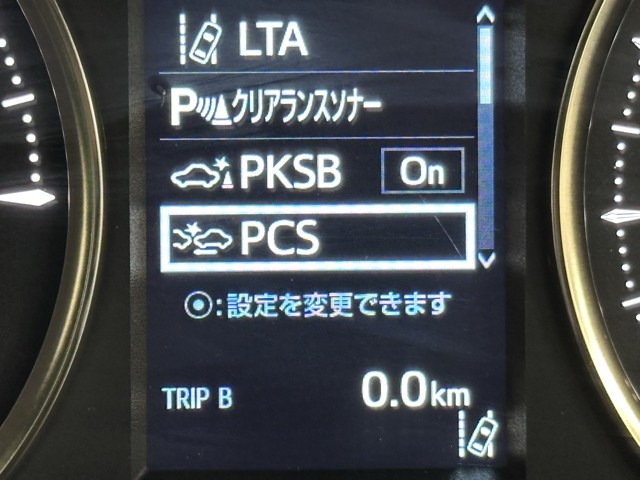 LTA
Pクリアランスソナー
PKSB On
PCS
:設定を変更できます
TRIP B 0.0km